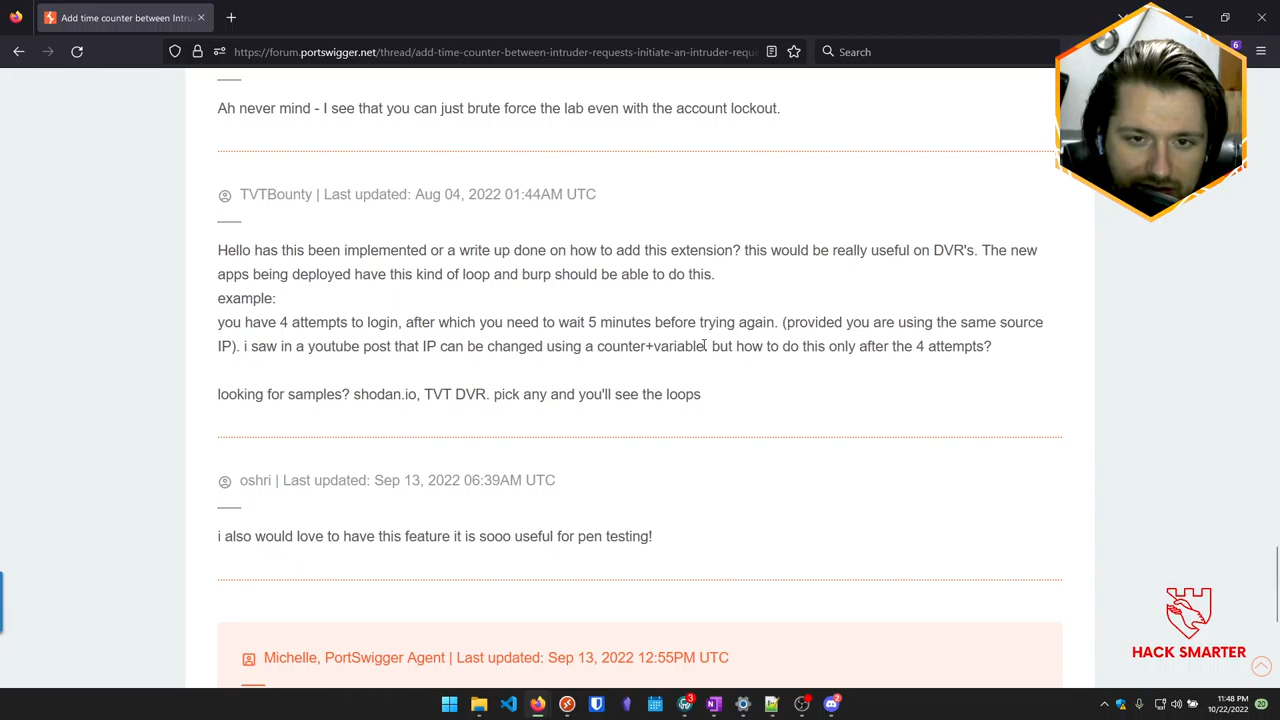 Add time counter between Intru
https://forum.portswigger.net/thread/add-time-counter-between-intruder-requests-initiate-an-intruder-reque
Search
6
Ah never mind - I see that you can just brute force the lab even with the account lockout.
TVTBounty | Last updated: Aug 04, 2022 01:44AM UTC
Hello has this been implemented or a write up done on how to add this extension? this would be really useful on DVR's. The new
apps being deployed have this kind of loop and burp should be able to do this.
example:
you have 4 attempts to login, after which you need to wait 5 minutes before trying again. (provided you are using the same source
IP). i saw in a youtube post that IP can be changed using a counter+variable. but how to do this only after the 4 attempts?
looking for samples? shodan.io, TVT DVR. pick any and you'll see the loops
oshri | Last updated: Sep 13, 2022 06:39AM UTC
i also would love to have this feature it is sooo useful for pen testing!
Michelle, PortSwigger Agent | Last updated: Sep 13, 2022 12:55PM UTC
HACK SMARTER
3
2
11:48 PM
10/22/2022